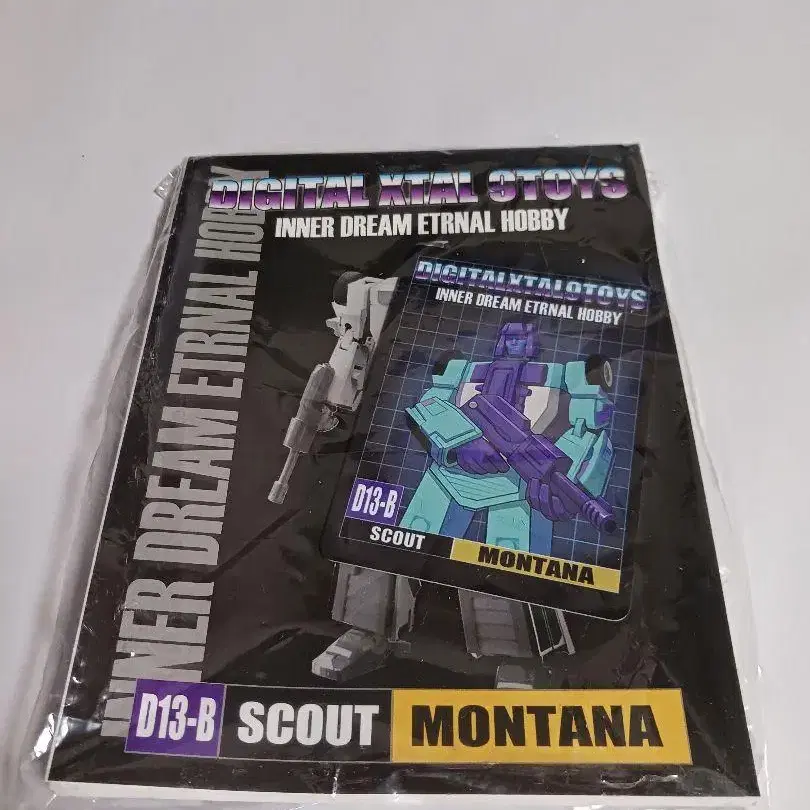 DIGITAL XTAL 9TOYS
INNER DREAM ETRNAL HOBBY
INNER DREAM ETRNAL HOBBY
DIGITALXTAL9TOYS
INNER DREAM ETRNAL HOBBY
D13-B
SCOUT
MONTANA
D13-B SCOUT MONTANA